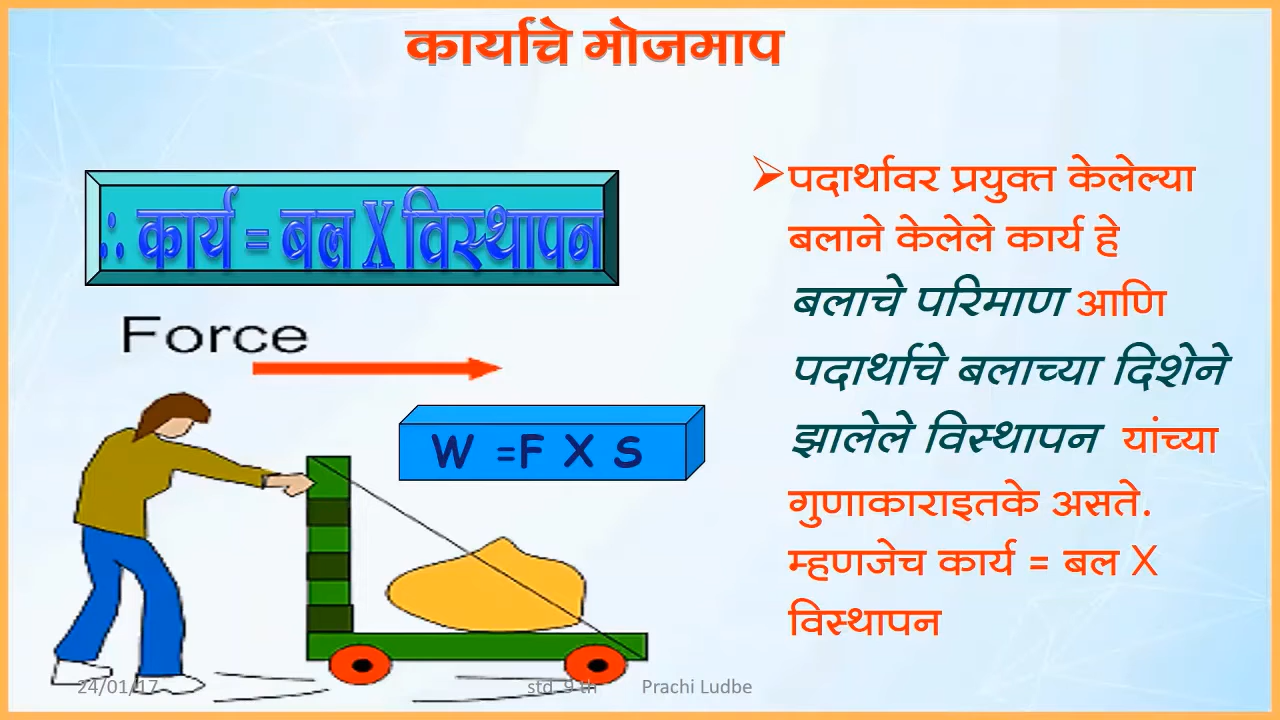 कार्याचे मोजमाप
∴ कार्य = बल X विस्थापन
Force
W =F X S
➢पदार्थावर प्रयुक्त केलेल्या
बलाने केलेले कार्य हे
बलाचे परिमाण आणि
पदार्थाचे बलाच्या दिशेने
झालेले विस्थापन यांच्या
गुणाकाराइतके असते.
म्हणजेच कार्य = बल X
विस्थापन
24/01/17
std 9 th Prachi Ludbe